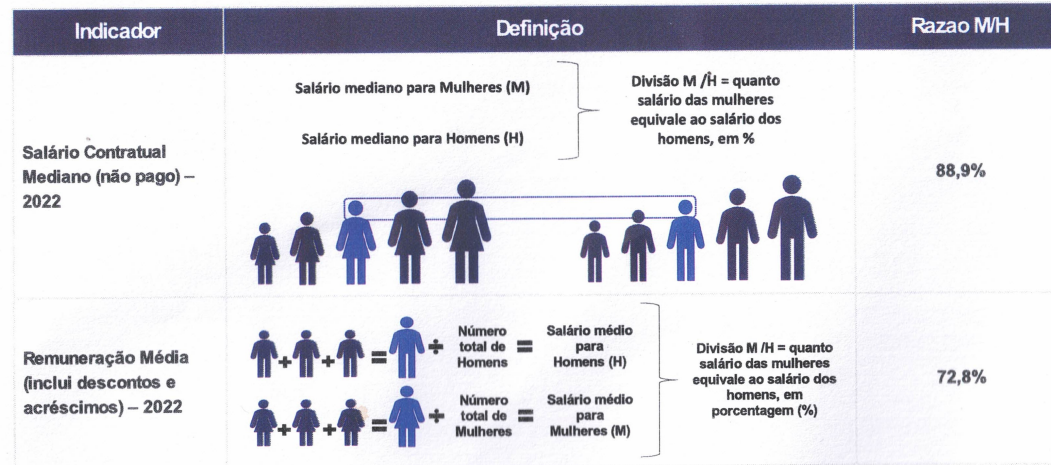 Indicador
Definição
Razao M/H
Salário Contratual
Mediano (não pago) –
2022
Salário mediano para Mulheres (M)
Salário mediano para Homens (H)
Divisão M /H = quanto
salário das mulheres
equivale ao salário dos
homens, em %
88,9%
Remuneração Média
(inclui descontos e
acréscimos) – 2022
+ + = ÷
Número
total de
Homens
=
Salário médio
para
Homens (H)
+ + = ÷
Número
total de
Mulheres
=
Salário médio
para
Mulheres (M)
Divisão M /H = quanto
salário das mulheres
equivale ao salário dos
homens, em
porcentagem (%)
72,8%